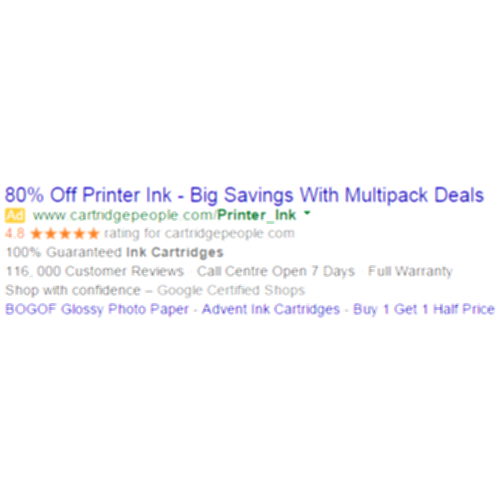 80% Off Printer Ink - Big Savings With Multipack Deals
Ad www.cartridgepeople.com/Printer_Ink
4.8 ★★★★★ rating for cartridgepeople.com
100% Guaranteed Ink Cartridges
116, 000 Customer Reviews · Call Centre Open 7 Days · Full Warranty
Shop with confidence – Google Certified Shops
BOGOF Glossy Photo Paper - Advent Ink Cartridges - Buy 1 Get 1 Half Price